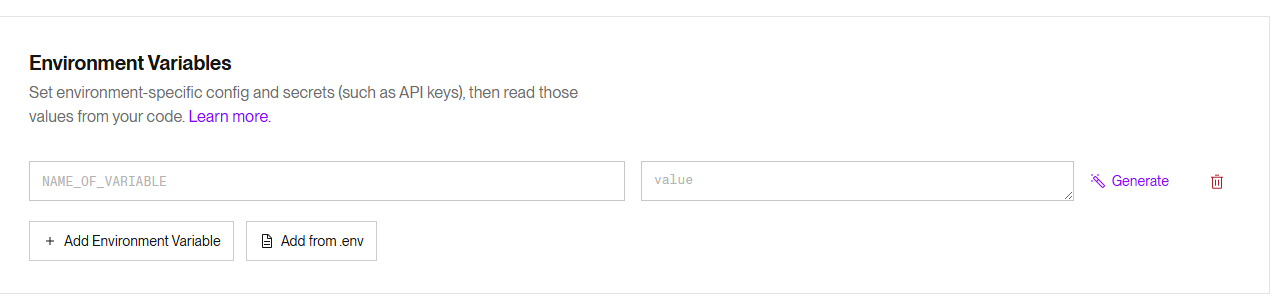 Environment Variables
Set environment-specific config and secrets (such as API keys), then read those
values from your code. Learn more.
NAME_OF_VARIABLE
value
Generate
Add Environment Variable
Add from .env